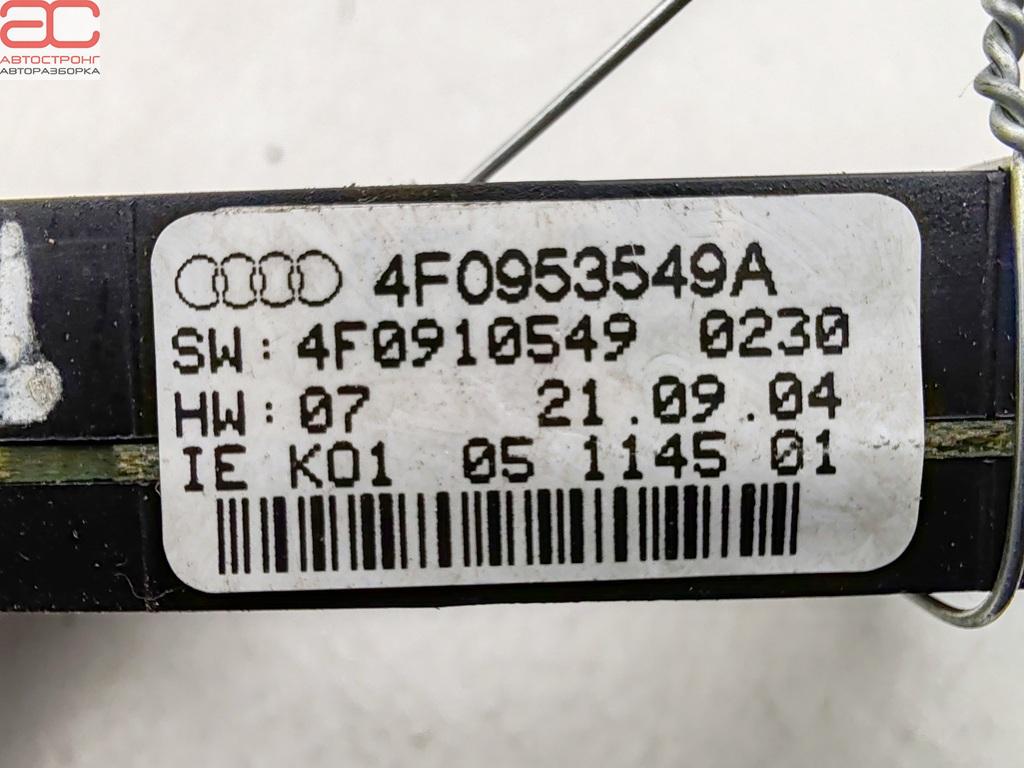 AC
АВТОСТРОНГ
АВТОРАЗБОРКА
4F0953549A
SW: 4F0910549 0230
HW: 07 21.09.04
IE K01 05 1145 01